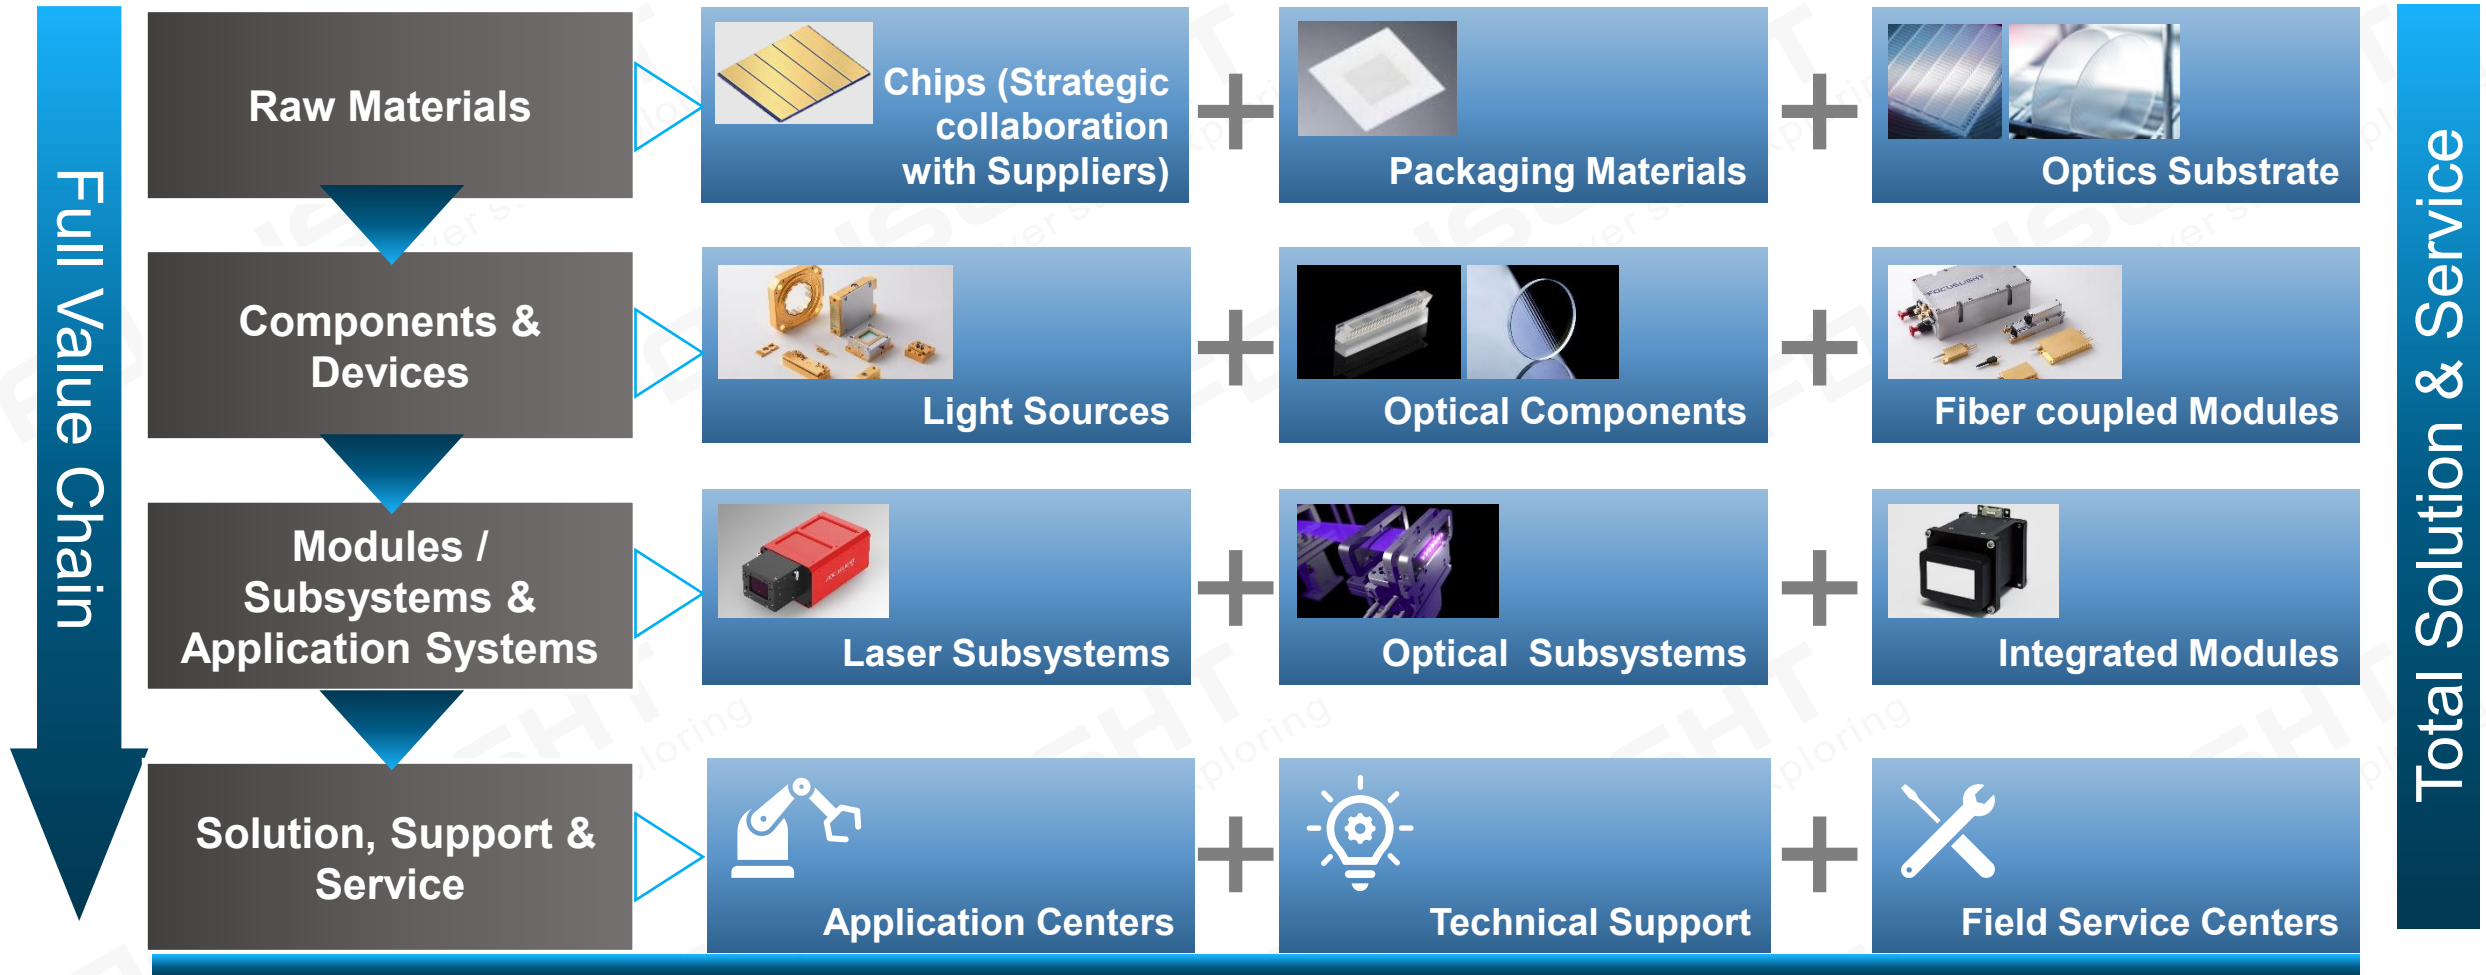 Full Value Chain
Raw Materials
Chips (Strategic
collaboration
with Suppliers)
Packaging Materials
Optics Substrate
Components &
Devices
Light Sources
Optical Components
FOCUSLIGHT
Fiber coupled Modules
Modules /
Subsystems &
Application Systems
FOCUSLIGHT
Laser Subsystems
Optical Subsystems
Integrated Modules
Solution, Support &
Service
Application Centers
Technical Support
Field Service Centers
Total Solution & Service